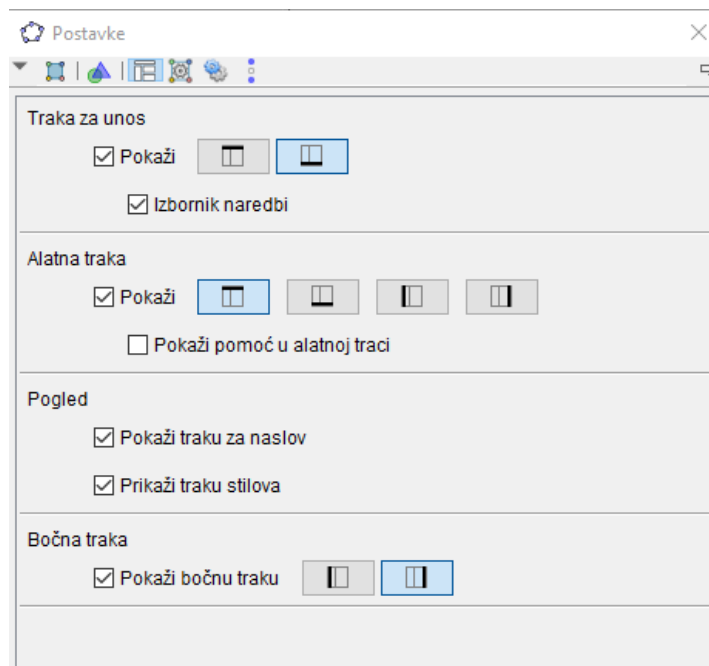 Postavke
Traka za unos
Pokaži
Izbornik naredbi
Alatna traka
Pokaži
Pokaži pomoć u alatnoj traci
Pogled
Pokaži traku za naslov
Prikaži traku stilova
Bočna traka
Pokaži bočnu traku